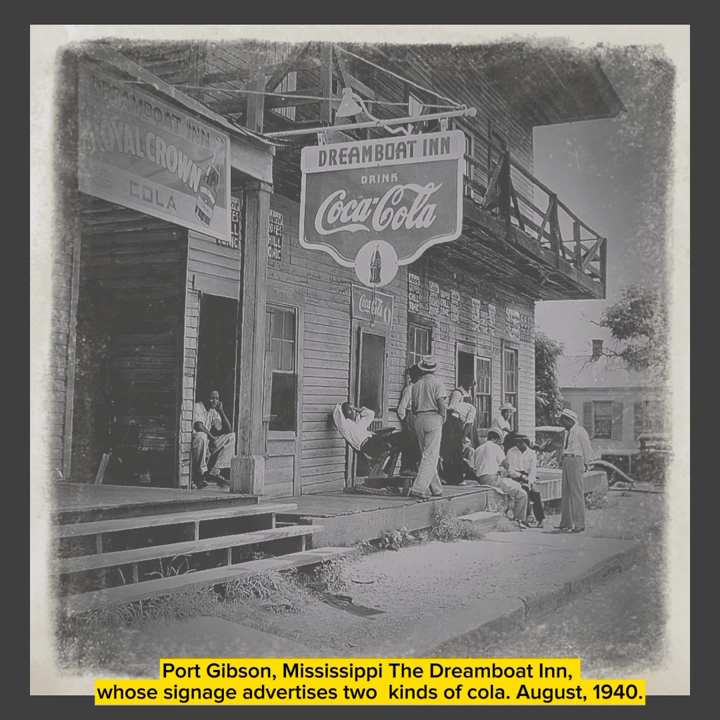 DREAMBOAT INN
ROYAL CROWN
COLA
DREAMBOAT INN
DRINK
Coca-Cola
Coca-Cola
Port Gibson, Mississippi The Dreamboat Inn,
whose signage advertises two kinds of cola. August, 1940.